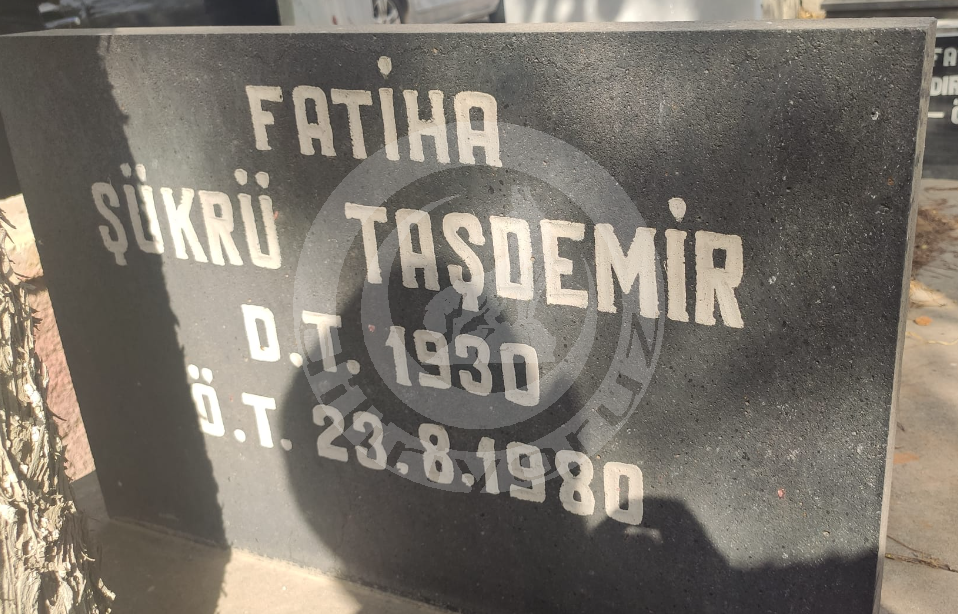 FATİHA
ŞÜKRÜ TAŞDEMİR
D.T. 1930
Ö.T. 23.8.1980